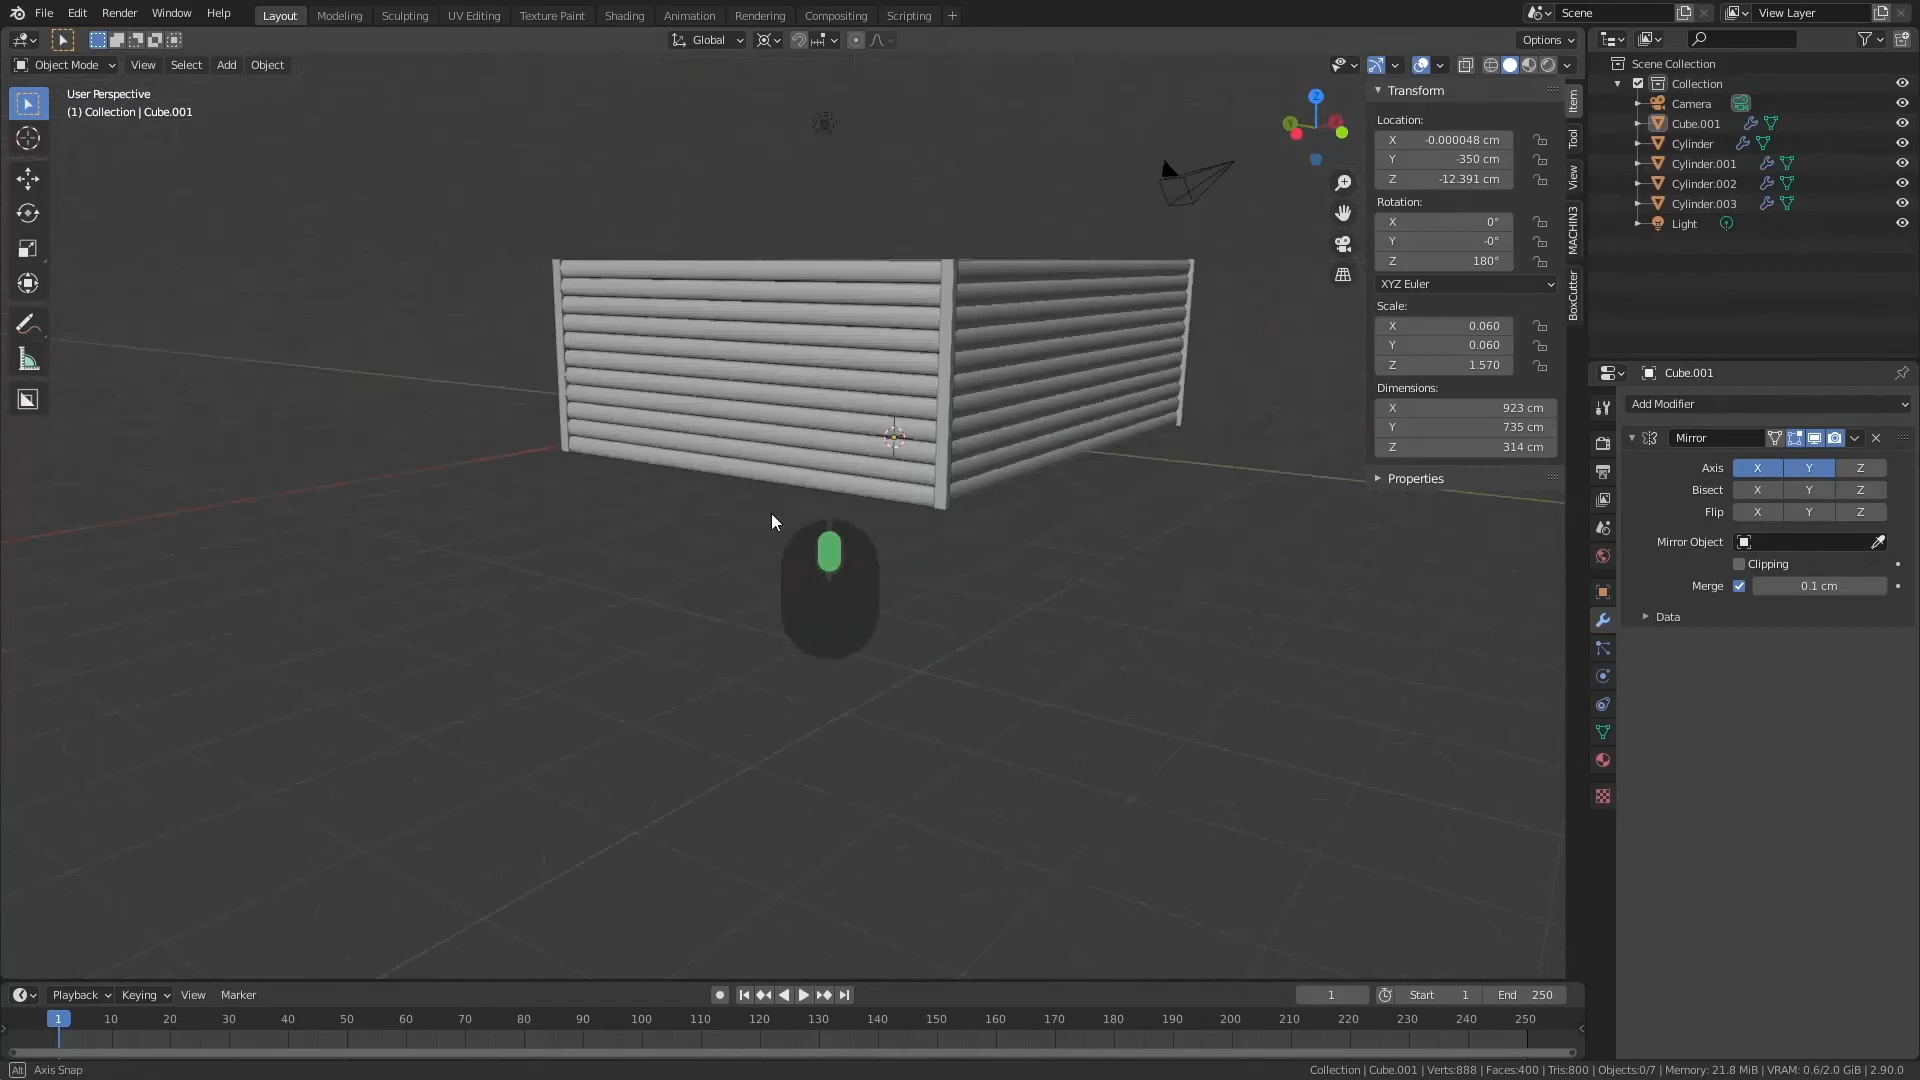 File Edit Render Window Help Layout Modeling Sculpting UV Editing Texture Paint Shading Animation Rendering Compositing Scripting + Scene View Layer
Global Options
Object Mode View Select Add Object
User Perspective
(1) Collection | Cube.001
Z
Y
Transform
Location:
X -0.000048 cm
Y -350 cm
Z -12.391 cm
Rotation:
X 0°
Y -0°
Z 180°
XYZ Euler
Scale:
X 0.060
Y 0.060
Z 1.570
Dimensions:
X 923 cm
Y 735 cm
Z 314 cm
Properties
Item
Tool
View
MACHIN3
BoxCutter
Scene Collection
Collection
Camera
Cube.001
Cylinder
Cylinder.001
Cylinder.002
Cylinder.003
Light
Cube.001
Add Modifier
Mirror
Axis X Y Z
Bisect X Y Z
Flip X Y Z
Mirror Object
Clipping
Merge 0.1 cm
Data
Playback Keying View Marker 1 Start 1 End 250
1 10 20 30 40 50 60 70 80 90 100 110 120 130 140 150 160 170 180 190 200 210 220 230 240 250
Alt Axis Snap Collection | Cube.001 | Verts:888 | Faces:400 | Tris:800 | Objects:0/7 | Memory: 21.8 MiB | VRAM: 0.6/2.0 GiB | 2.90.0